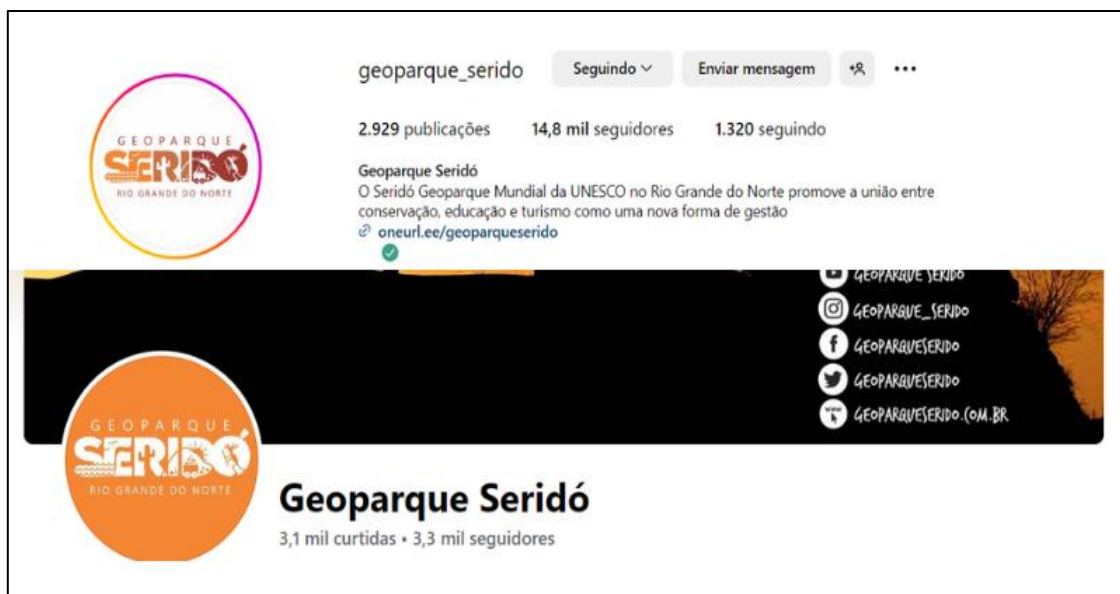 geoparque_serido Seguindo Enviar mensagem
2.929 publicações 14,8 mil seguidores 1.320 seguindo
GEOPARQUE
SERIDÓ
RIO GRANDE DO NORTE
Geoparque Seridó
O Seridó Geoparque Mundial da UNESCO no Rio Grande do Norte promove a união entre
conservação, educação e turismo como uma nova forma de gestão
oneurl.ee/geoparqueserido
GEOPARQUE SERIDO
GEOPARQUE_SERIDO
GEOPARQUESERIDO
GEOPARQUESERIDO
www GEOPARQUESERIDO.COM.BR
GEOPARQUE
SERIDÓ
RIO GRANDE DO NORTE
Geoparque Seridó
3,1 mil curtidas • 3,3 mil seguidores